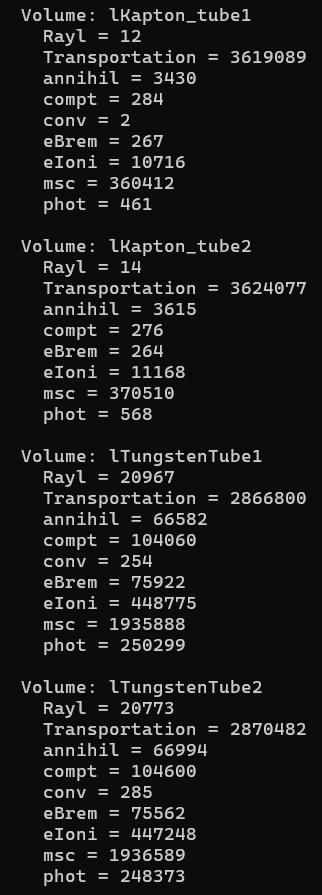 Volume: lKapton_tube1
Rayl = 12
Transportation = 3619089
annihil = 3430
compt = 284
conv = 2
eBrem = 267
eIoni = 10716
msc = 360412
phot = 461
Volume: lKapton_tube2
Rayl = 14
Transportation = 3624077
annihil = 3615
compt = 276
eBrem = 264
eIoni = 11168
msc = 370510
phot = 568
Volume: lTungstenTube1
Rayl = 20967
Transportation = 2866800
annihil = 66582
compt = 104060
conv = 254
eBrem = 75922
eIoni = 448775
msc = 1935888
phot = 250299
Volume: lTungstenTube2
Rayl = 20773
Transportation = 2870482
annihil = 66994
compt = 104600
conv = 285
eBrem = 75562
eIoni = 447248
msc = 1936589
phot = 248373